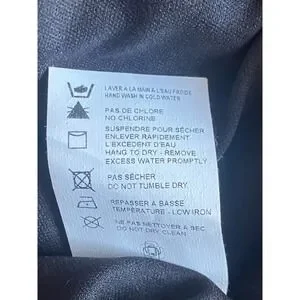 LAVER A LA MAIN A L'EAU FROIDE
HAND WASH IN COLD WATER
PAS DE CHLORE
NO CHLORINE
SUSPENDRE POUR SÉCHER
ENLEVER RAPIDEMENT
L'EXCEDENT D'EAU
HANG TO DRY - REMOVE
EXCESS WATER PROMPTLY
PAS SÉCHER
DO NOT TUMBLE DRY.
REPASSER A BASSE
TEMPERATURE - LOW IRON
NE PAS NETTOYER A SEC
DO NOT DRY CLEAN